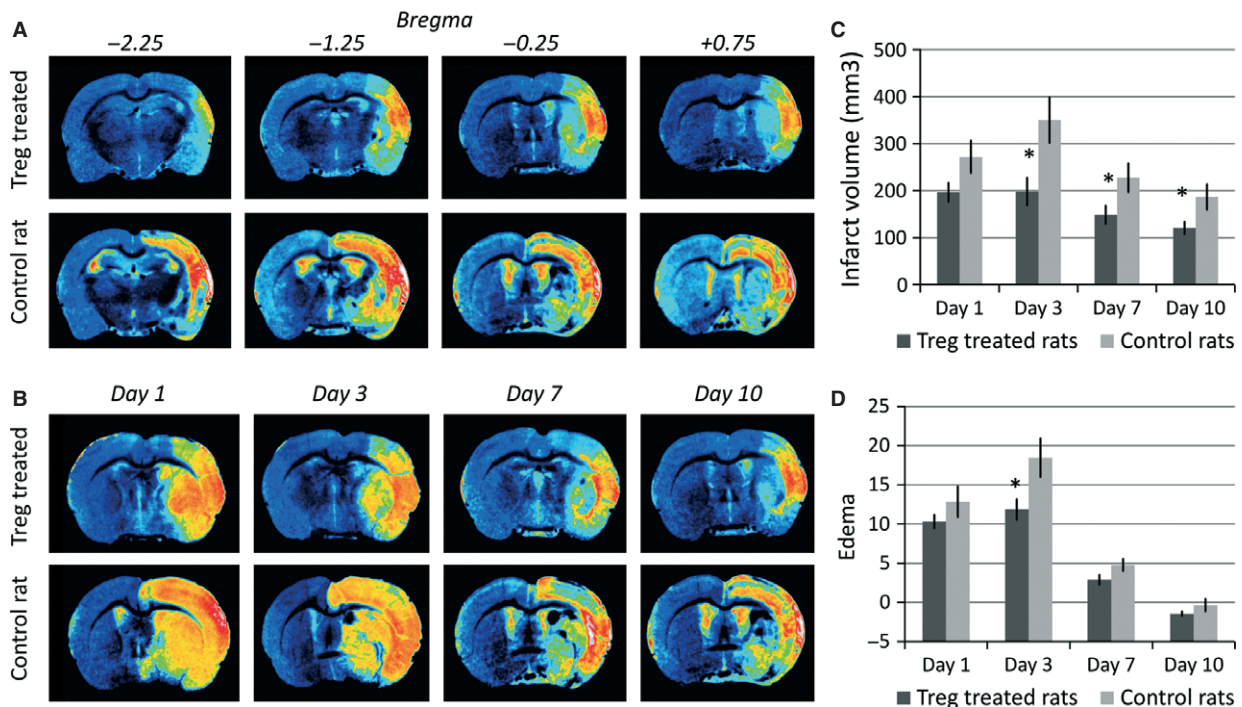 A
Bregma
–2.25
–1.25
–0.25
+0.75
Treg treated
Control rat
B
Day 1
Day 3
Day 7
Day 10
Treg treated
Control rat
C
Infarct volume (mm3)
500
400
300
200
100
0
*
*
*
Day 1
Day 3
Day 7
Day 10
Treg treated rats
Control rats
D
Edema
25
20
15
10
5
0
–5
*
Day 1
Day 3
Day 7
Day 10
Treg treated rats
Control rats